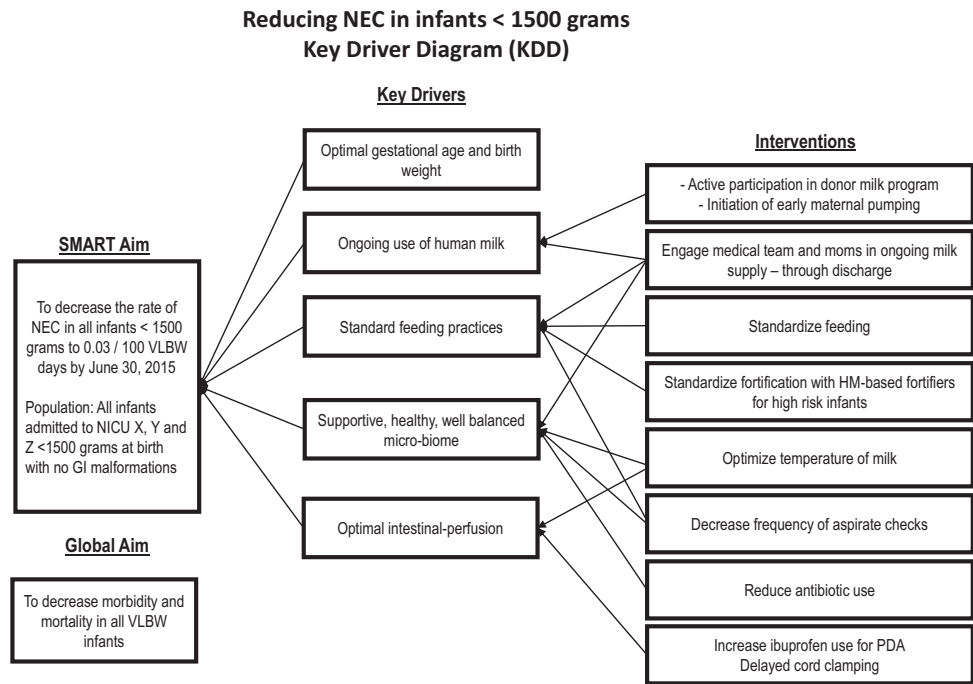 Reducing NEC in infants < 1500 grams
Key Driver Diagram (KDD)
Key Drivers
Optimal gestational age and birth
weight
Ongoing use of human milk
Standard feeding practices
Supportive, healthy, well balanced
micro-biome
Optimal intestinal-perfusion
SMART Aim
To decrease the rate of
NEC in all infants < 1500
grams to 0.03 / 100 VLBW
days by June 30, 2015
Population: All infants
admitted to NICU X, Y and
Z <1500 grams at birth
with no GI malformations
Global Aim
To decrease morbidity and
mortality in all VLBW
infants
Interventions
- Active participation in donor milk program
- Initiation of early maternal pumping
Engage medical team and moms in ongoing milk
supply – through discharge
Standardize feeding
Standardize fortification with HM-based fortifiers
for high risk infants
Optimize temperature of milk
Decrease frequency of aspirate checks
Reduce antibiotic use
Increase ibuprofen use for PDA
Delayed cord clamping